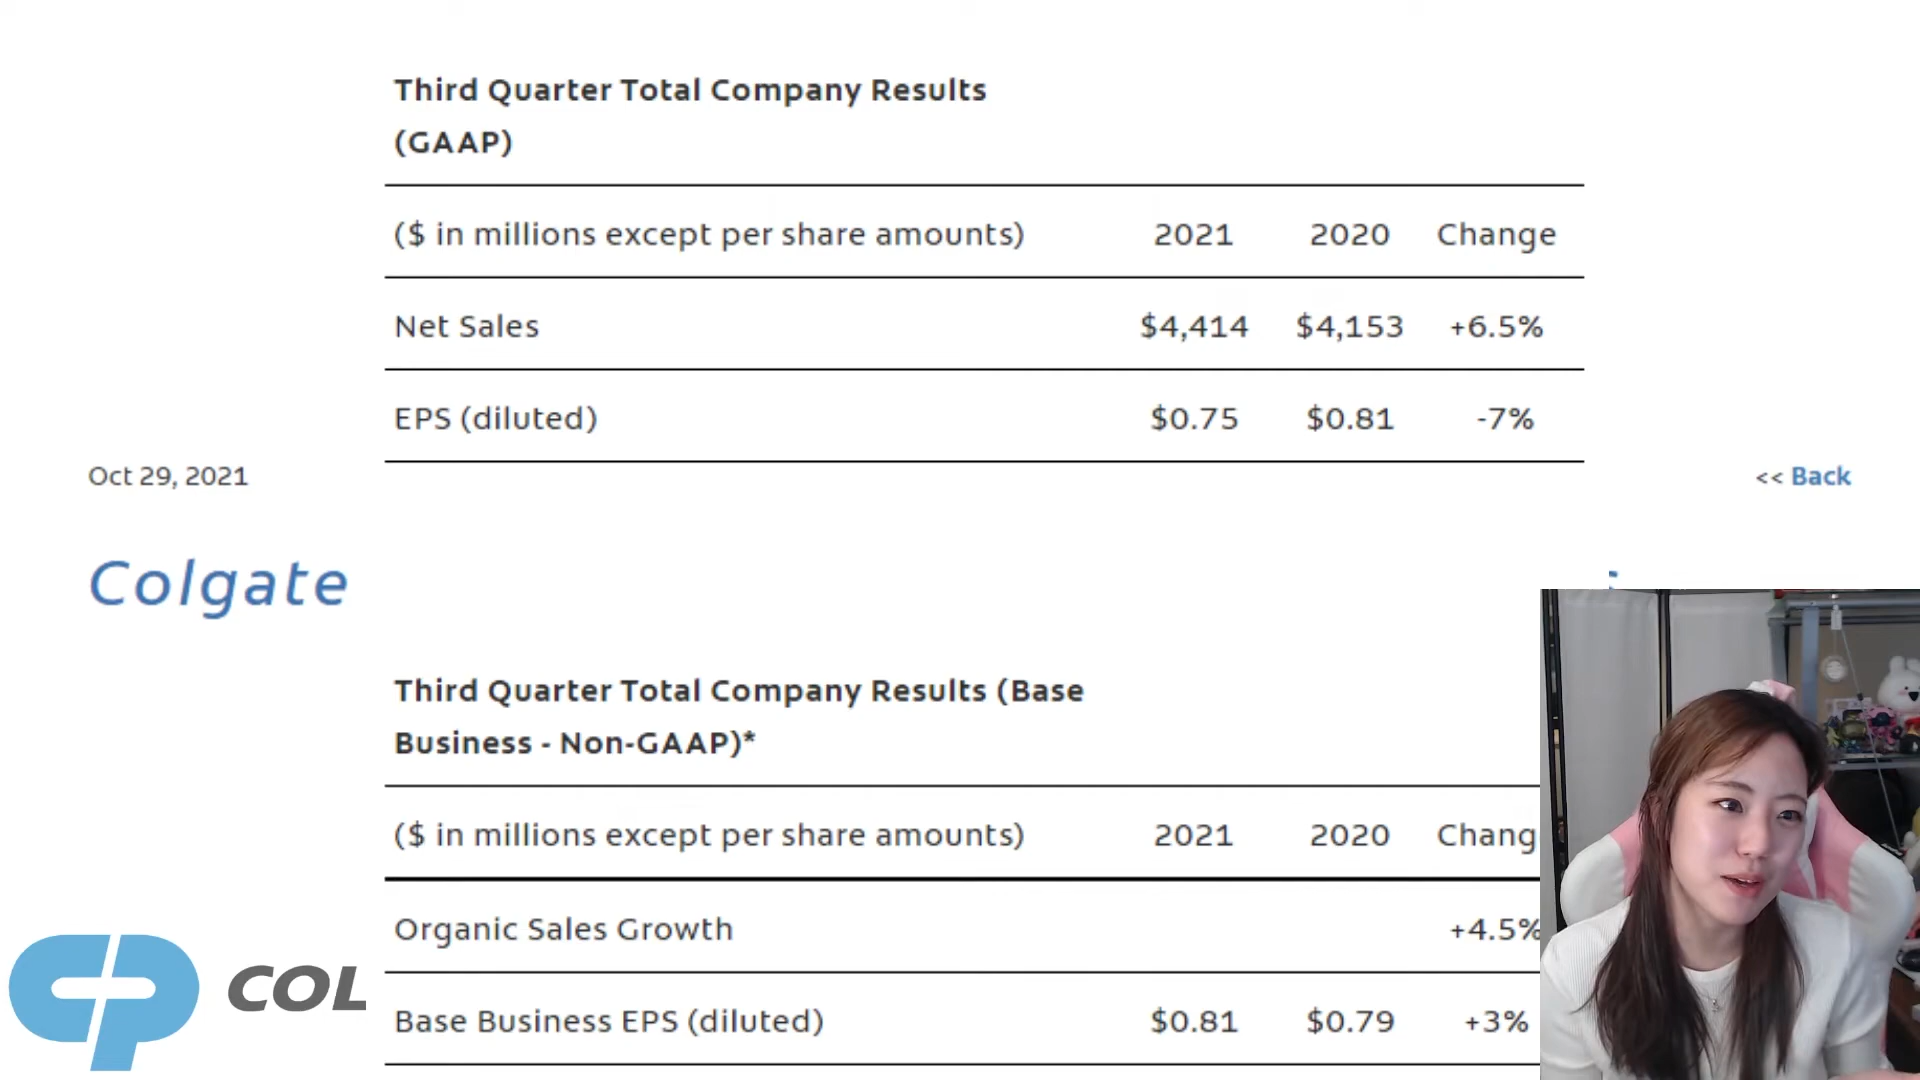 Third Quarter Total Company Results
(GAAP)
($ in millions except per share amounts) 2021 2020 Change
Net Sales $4,414 $4,153 +6.5%
EPS (diluted) $0.75 $0.81 -7%
Oct 29, 2021 << Back
Colgate
Third Quarter Total Company Results (Base
Business - Non-GAAP)*
($ in millions except per share amounts) 2021 2020 Chang
Organic Sales Growth +4.5%
COL
Base Business EPS (diluted) $0.81 $0.79 +3%